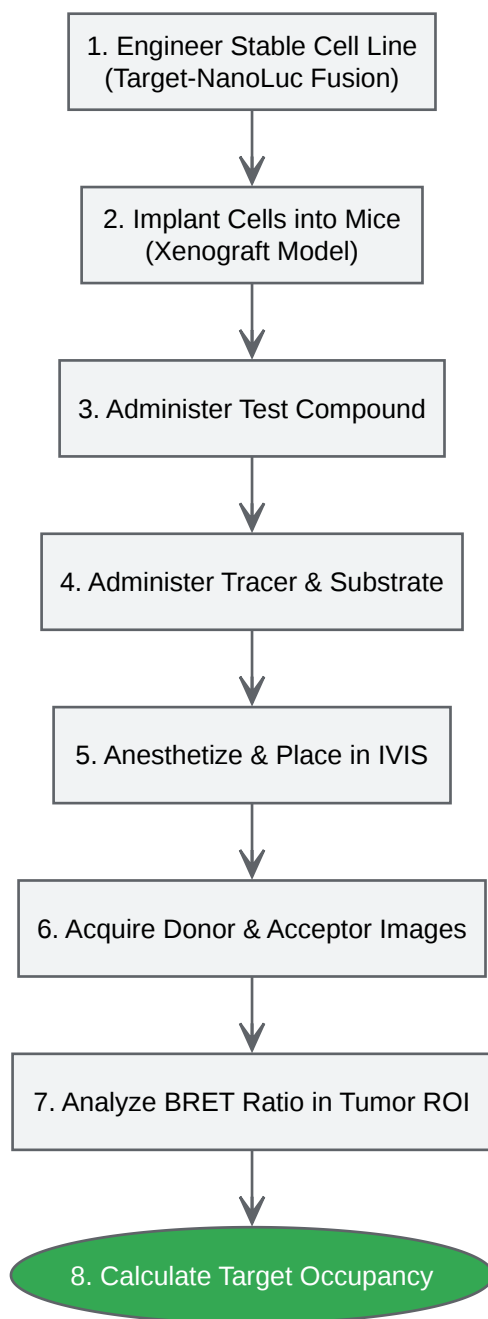 1. Engineer Stable Cell Line
(Target-NanoLuc Fusion)
2. Implant Cells into Mice
(Xenograft Model)
3. Administer Test Compound
4. Administer Tracer & Substrate
5. Anesthetize & Place in IVIS
6. Acquire Donor & Acceptor Images
7. Analyze BRET Ratio in Tumor ROI
8. Calculate Target Occupancy